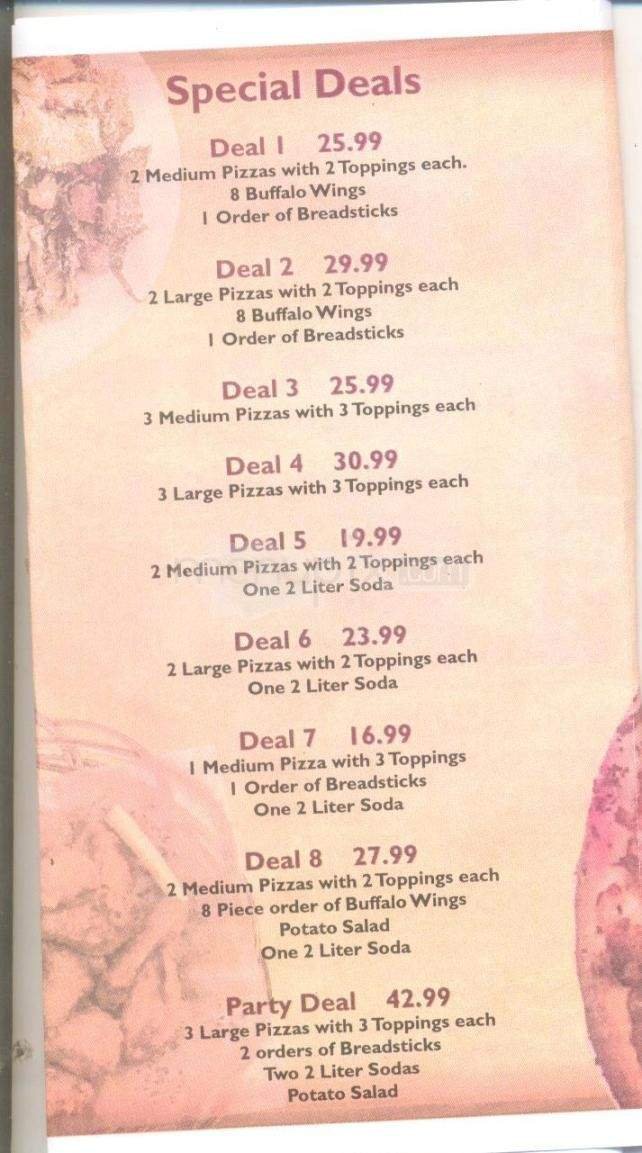 Special Deals
Deal 1 25.99
2 Medium Pizzas with 2 Toppings each.
8 Buffalo Wings
1 Order of Breadsticks
Deal 2 29.99
2 Large Pizzas with 2 Toppings each
8 Buffalo Wings
1 Order of Breadsticks
Deal 3 25.99
3 Medium Pizzas with 3 Toppings each
Deal 4 30.99
3 Large Pizzas with 3 Toppings each
Deal 5 19.99
2 Medium Pizzas with 2 Toppings each
One 2 Liter Soda
Deal 6 23.99
2 Large Pizzas with 2 Toppings each
One 2 Liter Soda
Deal 7 16.99
1 Medium Pizza with 3 Toppings
1 Order of Breadsticks
One 2 Liter Soda
Deal 8 27.99
2 Medium Pizzas with 2 Toppings each
8 Piece order of Buffalo Wings
Potato Salad
One 2 Liter Soda
Party Deal 42.99
3 Large Pizzas with 3 Toppings each
2 orders of Breadsticks
Two 2 Liter Sodas
Potato Salad